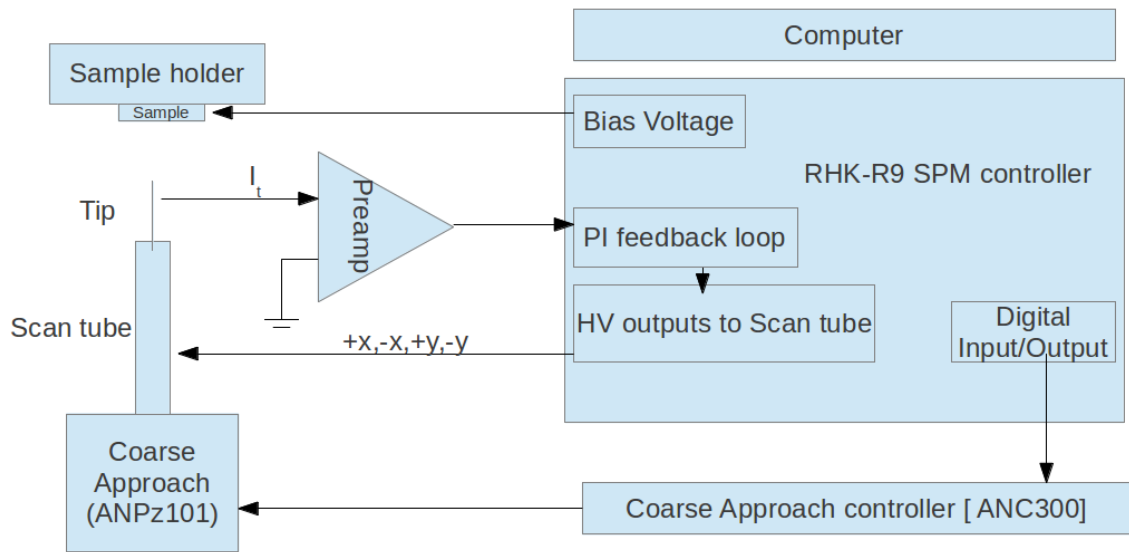 Computer
Sample holder
Sample
Bias Voltage
RHK-R9 SPM controller
I_t
Preamp
Tip
PI feedback loop
HV outputs to Scan tube
Scan tube
+x,-x,+y,-y
Digital
Input/Output
Coarse
Approach
(ANPz101)
Coarse Approach controller [ ANC300]